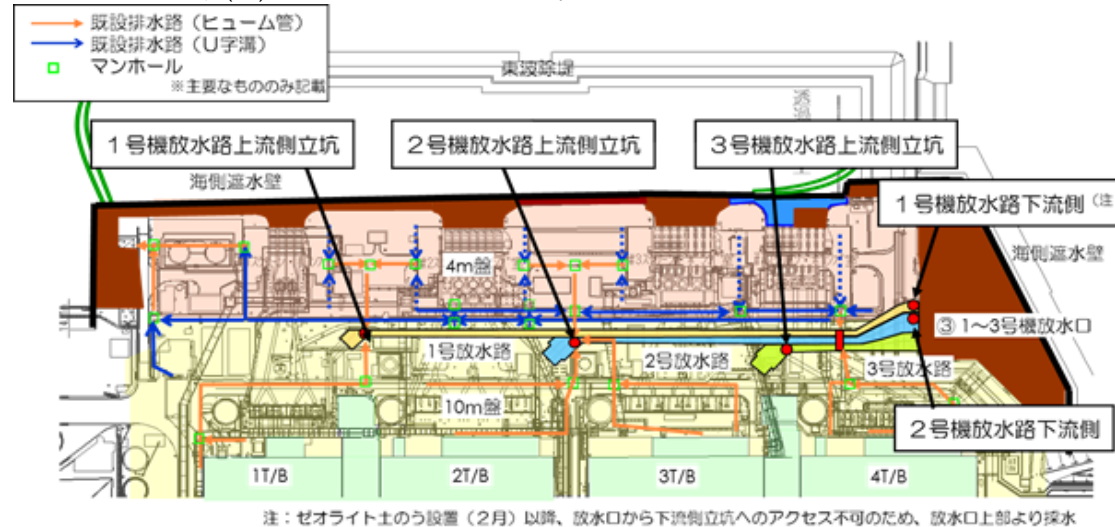 既設排水路（ヒューム管）
既設排水路（U字溝）
マンホール
※主要なもののみ記載
東波除堤
1号機放水路上流側立坑
2号機放水路上流側立坑
3号機放水路上流側立坑
海側遮水壁
1号機放水路下流側（注
海側遮水壁
4m盤
③ 1～3号機放水口
1号放水路
2号放水路
3号放水路
10m盤
2号機放水路下流側
1T/B
2T/B
3T/B
4T/B
注：ゼオライト土のう設置（2月）以降、放水口から下流側立坑へのアクセス不可のため、放水口上部より採水